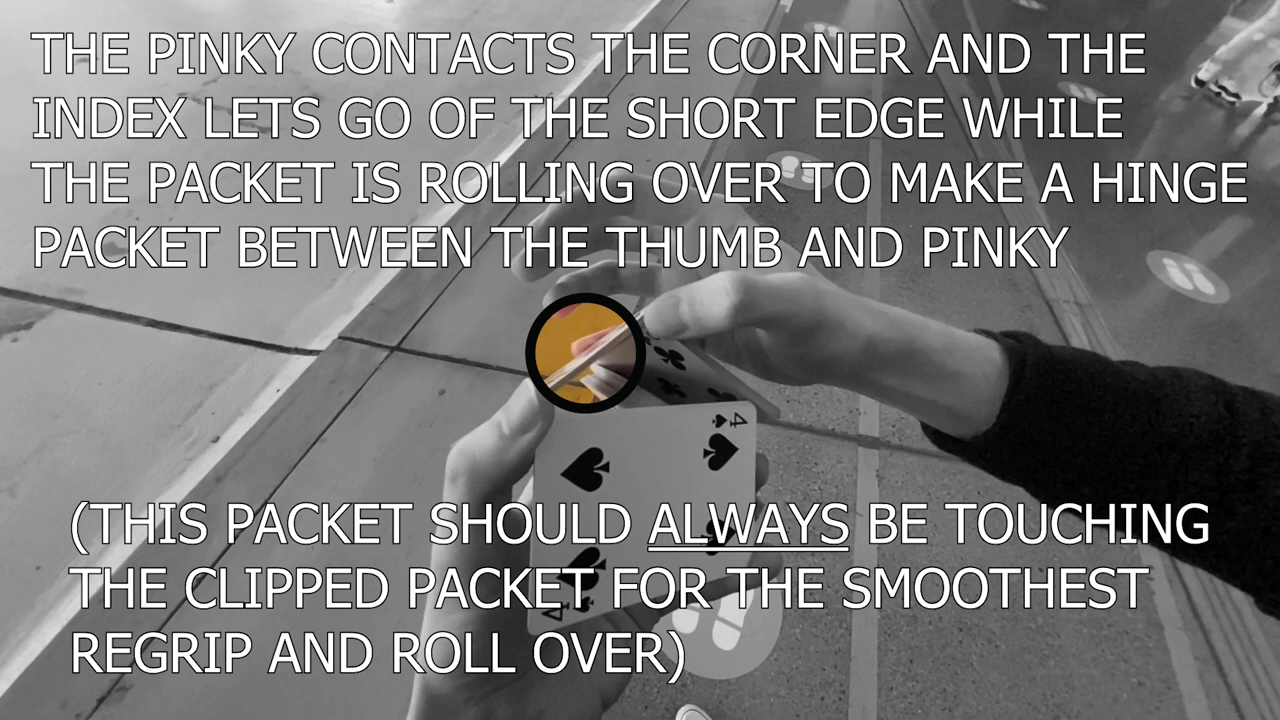 THE PINKY CONTACTS THE CORNER AND THE
INDEX LETS GO OF THE SHORT EDGE WHILE
THE PACKET IS ROLLING OVER TO MAKE A HINGE
PACKET BETWEEN THE THUMB AND PINKY
4
(THIS PACKET SHOULD ALWAYS BE TOUCHING
THE CLIPPED PACKET FOR THE SMOOTHEST
4
REGRIP AND ROLL OVER)